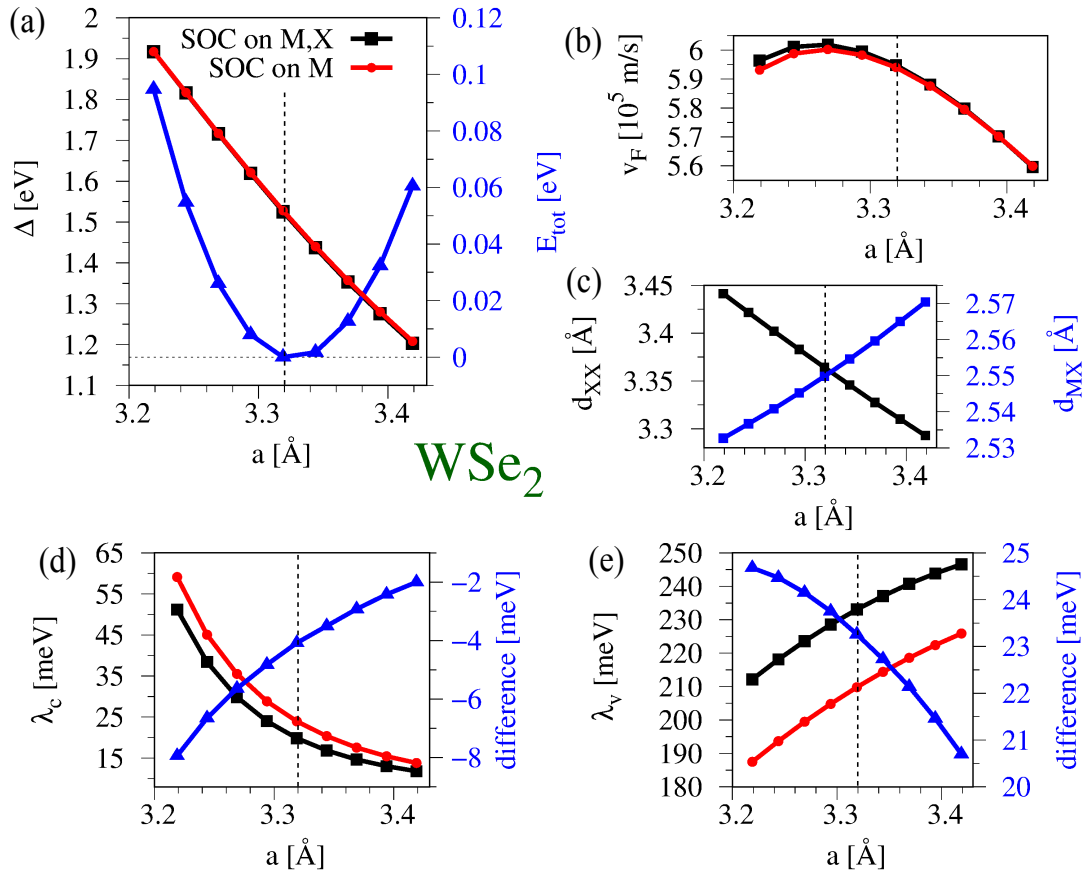 (a)
SOC on M,X
SOC on M
2
1.9
1.8
1.7
1.6
1.5
1.4
1.3
1.2
1.1
Δ [eV]
0.12
0.1
0.08
0.06
0.04
0.02
0
E_tot [eV]
3.2 3.3 3.4
a [Å]
(b)
6
5.9
5.8
5.7
5.6
v_F [10^5 m/s]
3.2 3.3 3.4
a [Å]
(c)
3.45
3.4
3.35
3.3
d_XX [Å]
2.57
2.56
2.55
2.54
2.53
d_MX [Å]
3.2 3.3 3.4
a [Å]
WSe₂
(d)
65
55
45
35
25
15
λ_c [meV]
−2
−4
−6
−8
difference [meV]
3.2 3.3 3.4
a [Å]
(e)
250
240
230
220
210
200
190
180
λ_v [meV]
25
24
23
22
21
20
difference [meV]
3.2 3.3 3.4
a [Å]